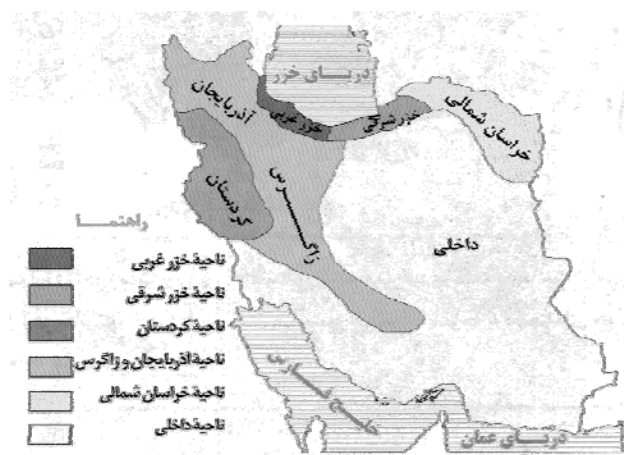 دریای خزر
آذربایجان
خزر غربی
خزر شرقی
خراسان شمالی
کردستان
زاگرس
داخلی
راهنما
ناحیهٔ خزر غربی
ناحیهٔ خزر شرقی
ناحیهٔ کردستان
ناحیهٔ آذربایجان و زاگرس
ناحیهٔ خراسان شمالی
ناحیهٔ داخلی
خلیج فارس
دریای عمان